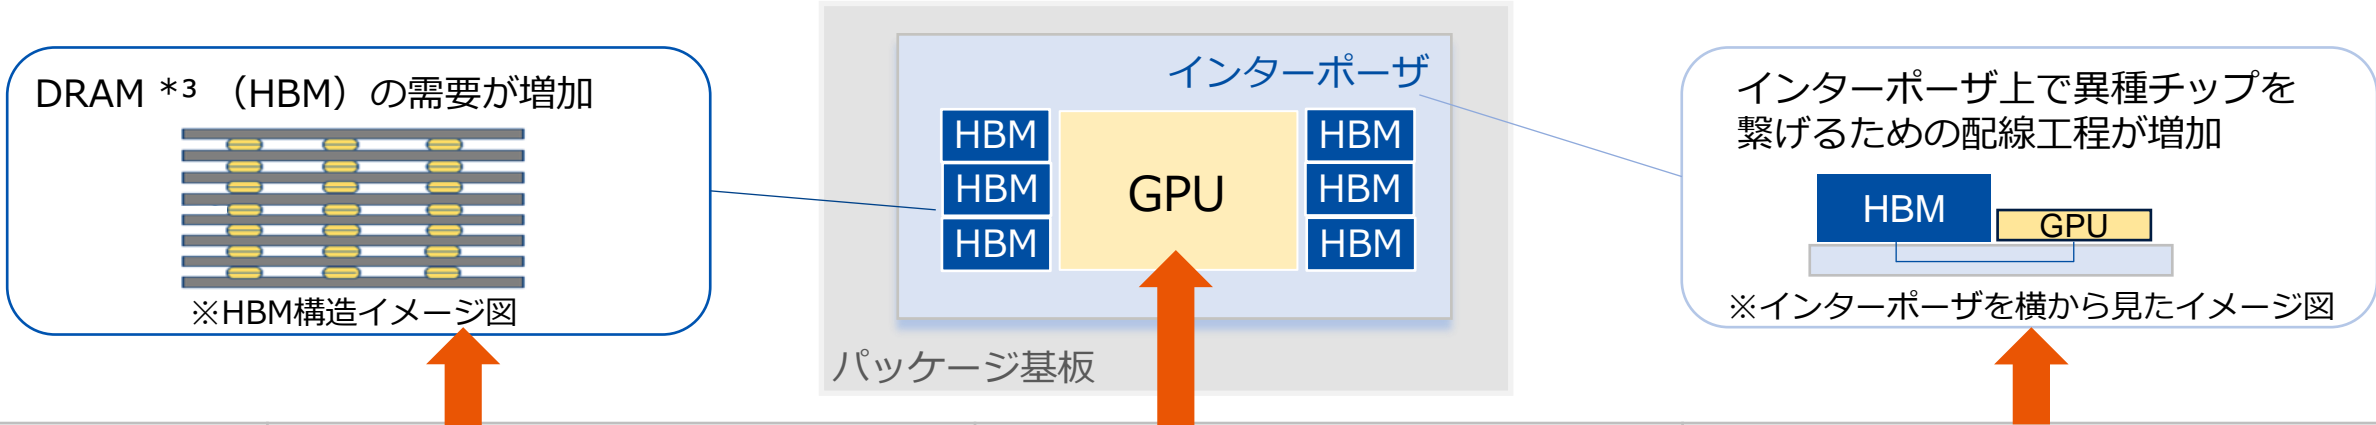 DRAM *³ （HBM）の需要が増加
※HBM構造イメージ図
インターポーザ
HBM
HBM
HBM
GPU
HBM
HBM
HBM
パッケージ基板
インターポーザ上で異種チップを
繋げるための配線工程が増加
HBM
GPU
※インターポーザを横から見たイメージ図